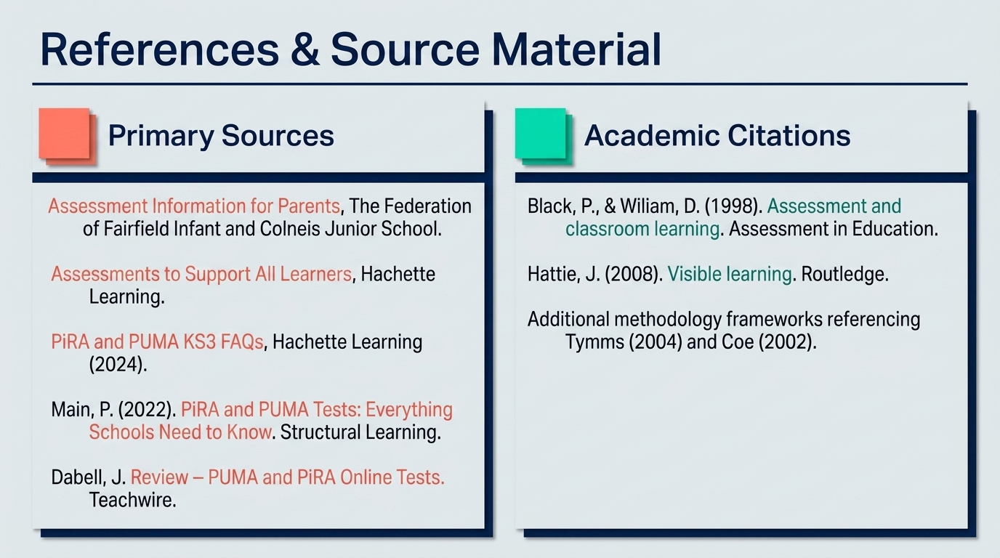 References & Source Material
Primary Sources
Assessment Information for Parents, The Federation
of Fairfield Infant and Colneis Junior School.
Assessments to Support All Learners, Hachette
Learning.
PiRA and PUMA KS3 FAQs, Hachette Learning
(2024).
Main, P. (2022). PiRA and PUMA Tests: Everything
Schools Need to Know. Structural Learning.
Dabell, J. Review – PUMA and PiRA Online Tests.
Teachwire.
Academic Citations
Black, P., & Wiliam, D. (1998). Assessment and
classroom learning. Assessment in Education.
Hattie, J. (2008). Visible learning. Routledge.
Additional methodology frameworks referencing
Tymms (2004) and Coe (2002).